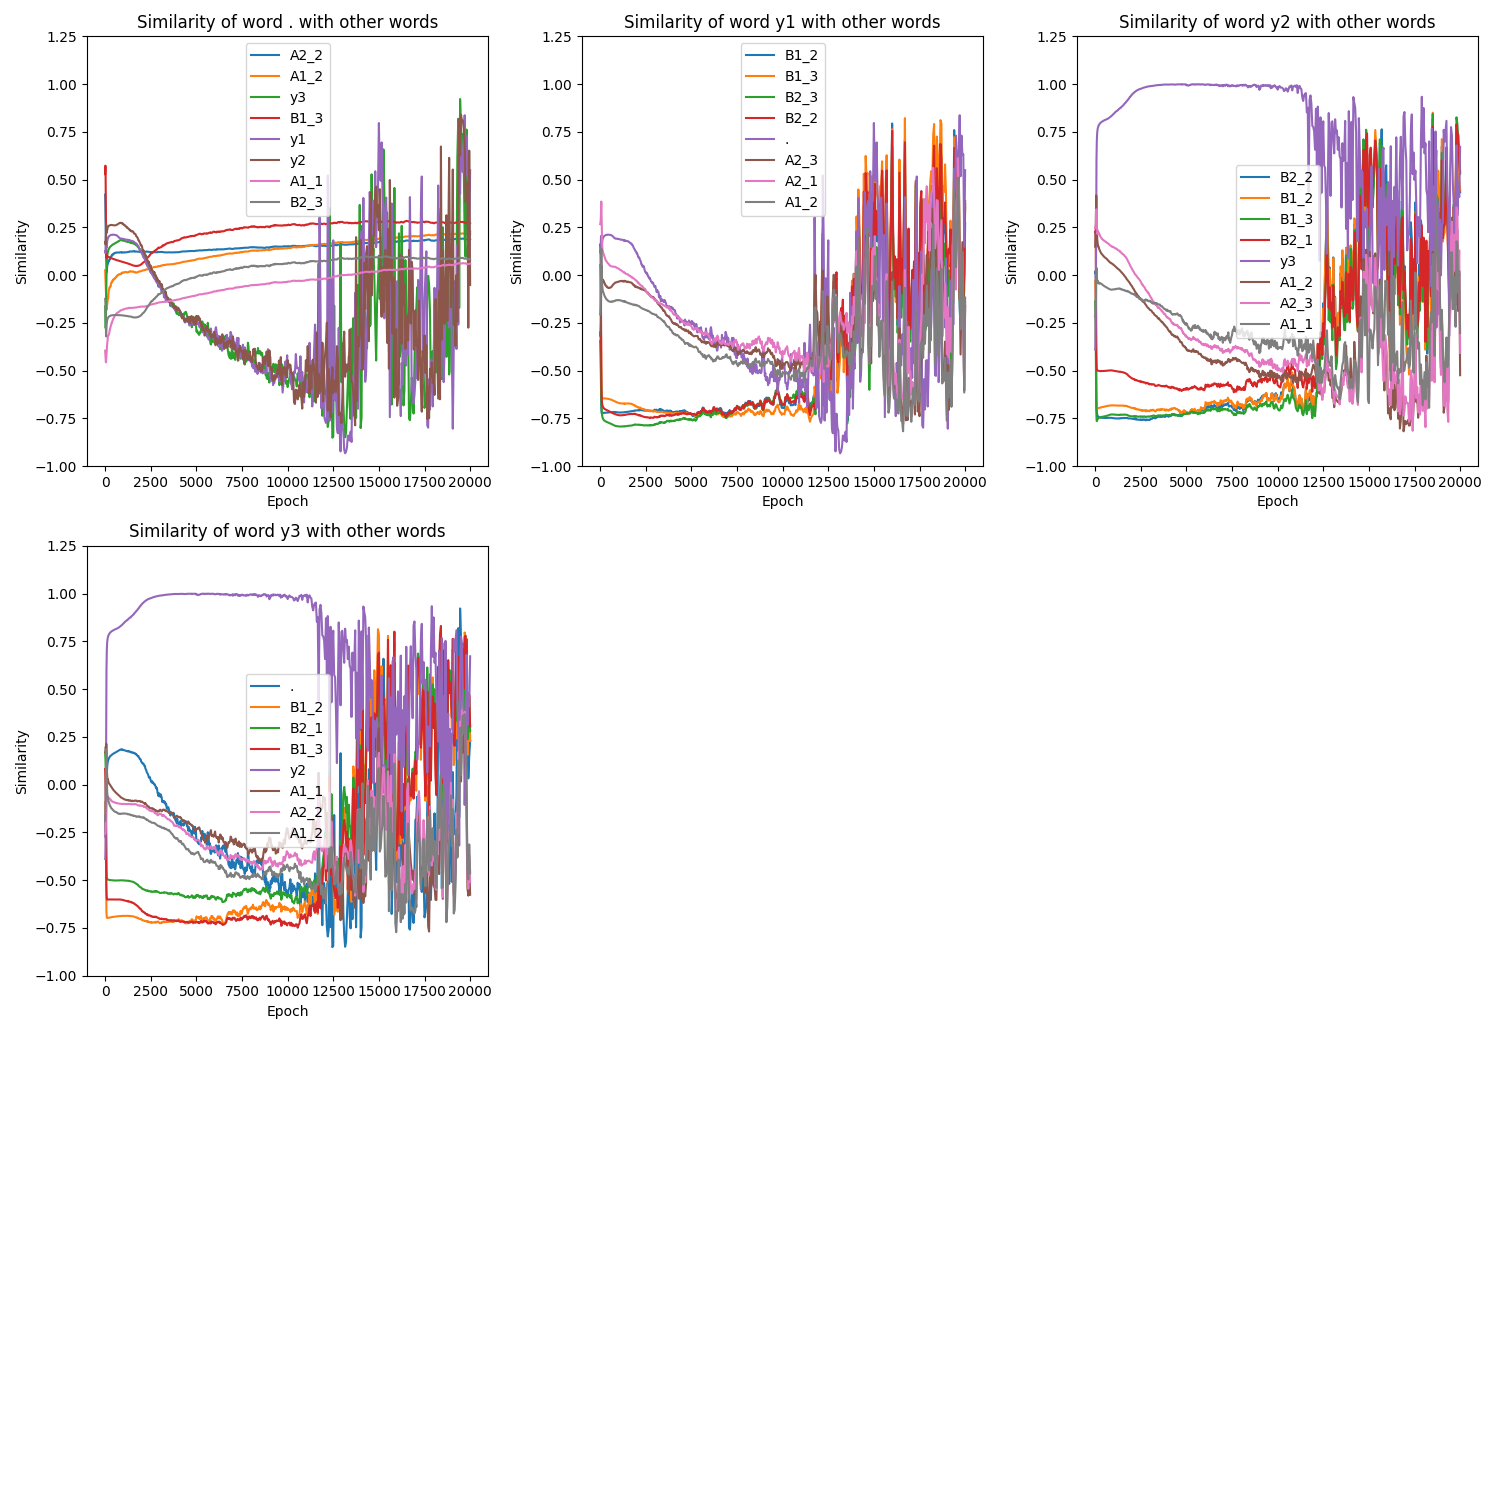 Similarity of word . with other words
1.25
1.00
0.75
0.50
0.25
0.00
−0.25
−0.50
−0.75
−1.00
Similarity
A2_2
A1_2
y3
B1_3
y1
y2
A1_1
B2_3
0 2500 5000 7500 10000 12500 15000 17500 20000
Epoch
Similarity of word y1 with other words
1.25
1.00
0.75
0.50
0.25
0.00
−0.25
−0.50
−0.75
−1.00
Similarity
B1_2
B1_3
B2_3
B2_2
.
A2_3
A2_1
A1_2
0 2500 5000 7500 10000 12500 15000 17500 20000
Epoch
Similarity of word y2 with other words
1.25
1.00
0.75
0.50
0.25
0.00
−0.25
−0.50
−0.75
−1.00
Similarity
B2_2
B1_2
B1_3
B2_1
y3
A1_2
A2_3
A1_1
0 2500 5000 7500 10000 12500 15000 17500 20000
Epoch
Similarity of word y3 with other words
1.25
1.00
0.75
0.50
0.25
0.00
−0.25
−0.50
−0.75
−1.00
Similarity
.
B1_2
B2_1
B1_3
y2
A1_1
A2_2
A1_2
0 2500 5000 7500 10000 12500 15000 17500 20000
Epoch